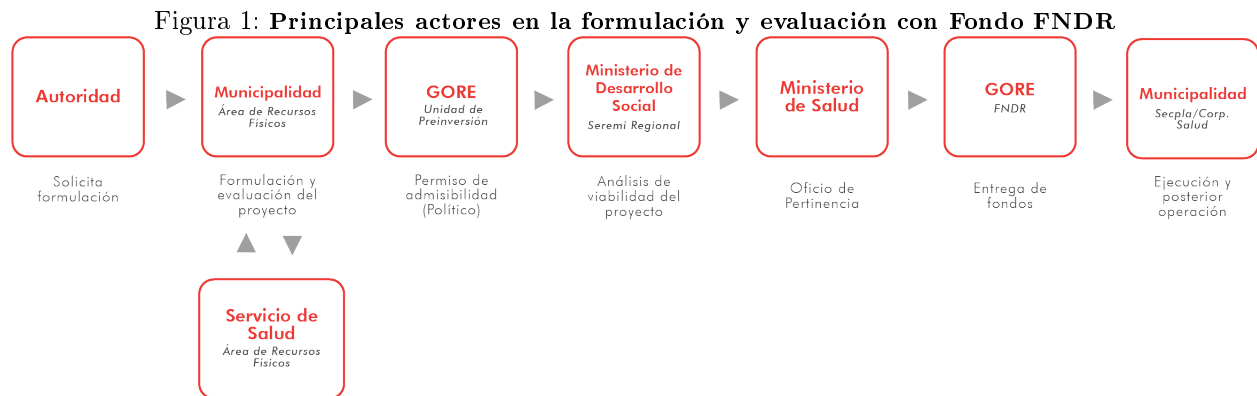 Figura 1: Principales actores en la formulación y evaluación con Fondo FNDR
Autoridad
Solicita
formulación
Municipalidad
Área de Recursos
Físicos
Formulación y
evaluación del
proyecto
GORE
Unidad de
Preinversión
Permiso de
admisibilidad
(Político)
Ministerio de
Desarrollo
Social
Seremi Regional
Análisis de
viabilidad del
proyecto
Ministerio
de Salud
Oficio de
Pertinencia
GORE
FNDR
Entrega de
fondos
Municipalidad
Secpla/Corp.
Salud
Ejecución y
posterior
operación
Servicio de
Salud
Área de Recursos
Físicos